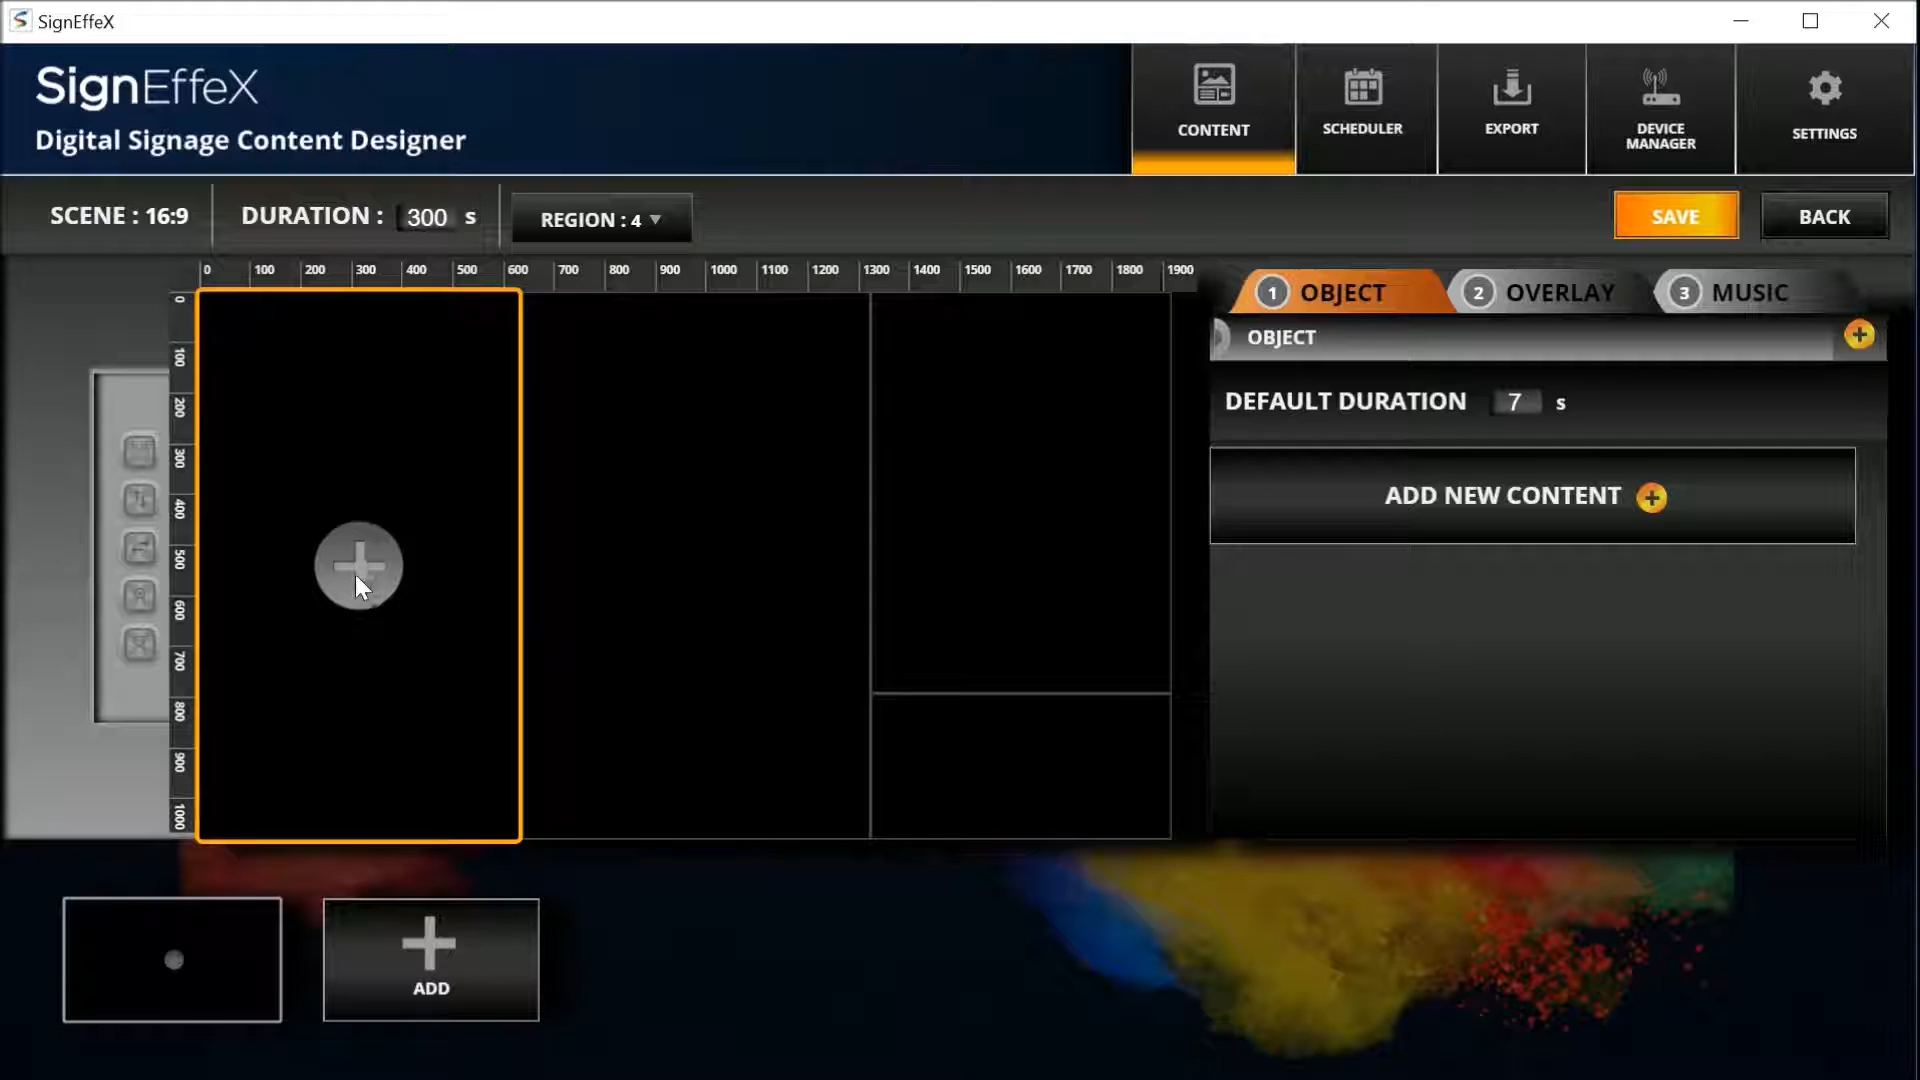 SignEffeX
SignEffeX
Digital Signage Content Designer
CONTENT
SCHEDULER
EXPORT
DEVICE
MANAGER
SETTINGS
SCENE : 16:9
DURATION : 300 s
REGION : 4
SAVE
BACK
0 100 200 300 400 500 600 700 800 900 1000 1100 1200 1300 1400 1500 1600 1700 1800 1900
0
100
200
300
400
500
600
700
800
900
1000
1 OBJECT
2 OVERLAY
3 MUSIC
OBJECT
DEFAULT DURATION 7 s
ADD NEW CONTENT
ADD